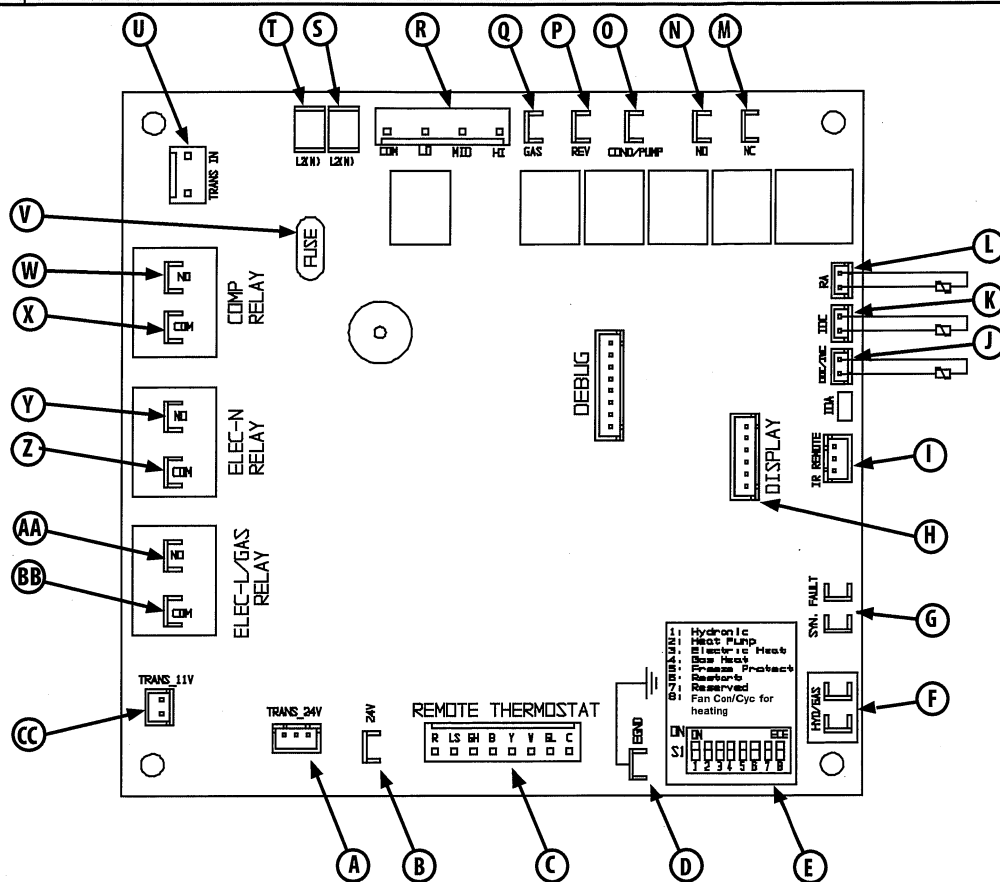 U
T
S
R
Q
P
O
N
M
L2(N)
L2(N)
COM
LO
MID
HI
GAS
REV
COND/PUMP
NO
NC
TRANS IN
V
FUSE
L
RA
W
NO
COMP
RELAY
K
IDC
X
COM
J
ODC/IWC
DEBUG
IDA
Y
NO
ELEC-N
RELAY
DISPLAY
IR REMOTE
I
Z
COM
H
AA
NO
ELEC-L/GAS
RELAY
BB
COM
SYN. FAULT
G
1: Hydronic
2: Heat Pump
3: Electric Heat
4: Gas Heat
5: Freeze Protect
6: Restart
7: Reserved
8: Fan Con/Cyc for
heating
TRANS_11V
CC
TRANS_24V
24V
REMOTE THERMOSTAT
R LS GH B Y W GL C
EGND
ON
ON
ECE
S1
1 2 3 4 5 6 7 8
HYD/GAS
F
A
B
C
D
E